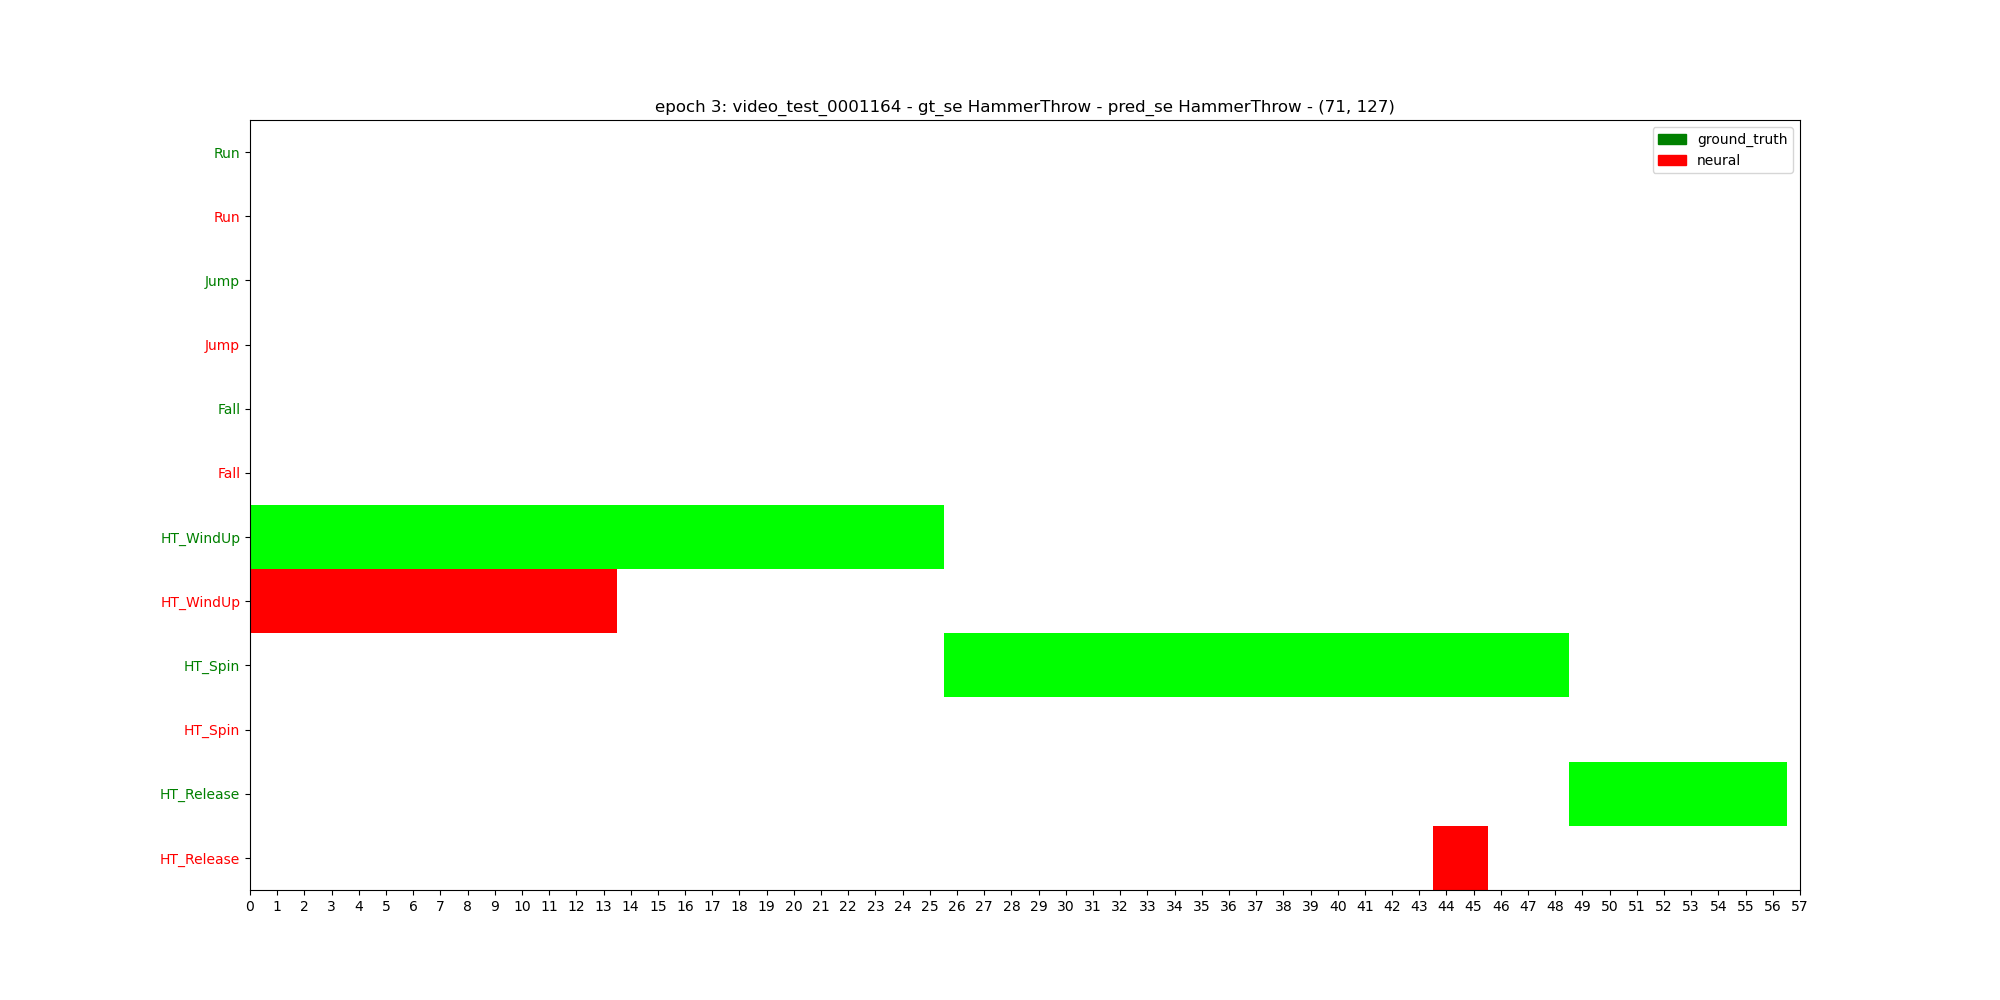 epoch 3: video_test_0001164 - gt_se HammerThrow - pred_se HammerThrow - (71, 127)
ground_truth
neural
Run
Run
Jump
Jump
Fall
Fall
HT_WindUp
HT_WindUp
HT_Spin
HT_Spin
HT_Release
HT_Release
0 1 2 3 4 5 6 7 8 9 10 11 12 13 14 15 16 17 18 19 20 21 22 23 24 25 26 27 28 29 30 31 32 33 34 35 36 37 38 39 40 41 42 43 44 45 46 47 48 49 50 51 52 53 54 55 56 57